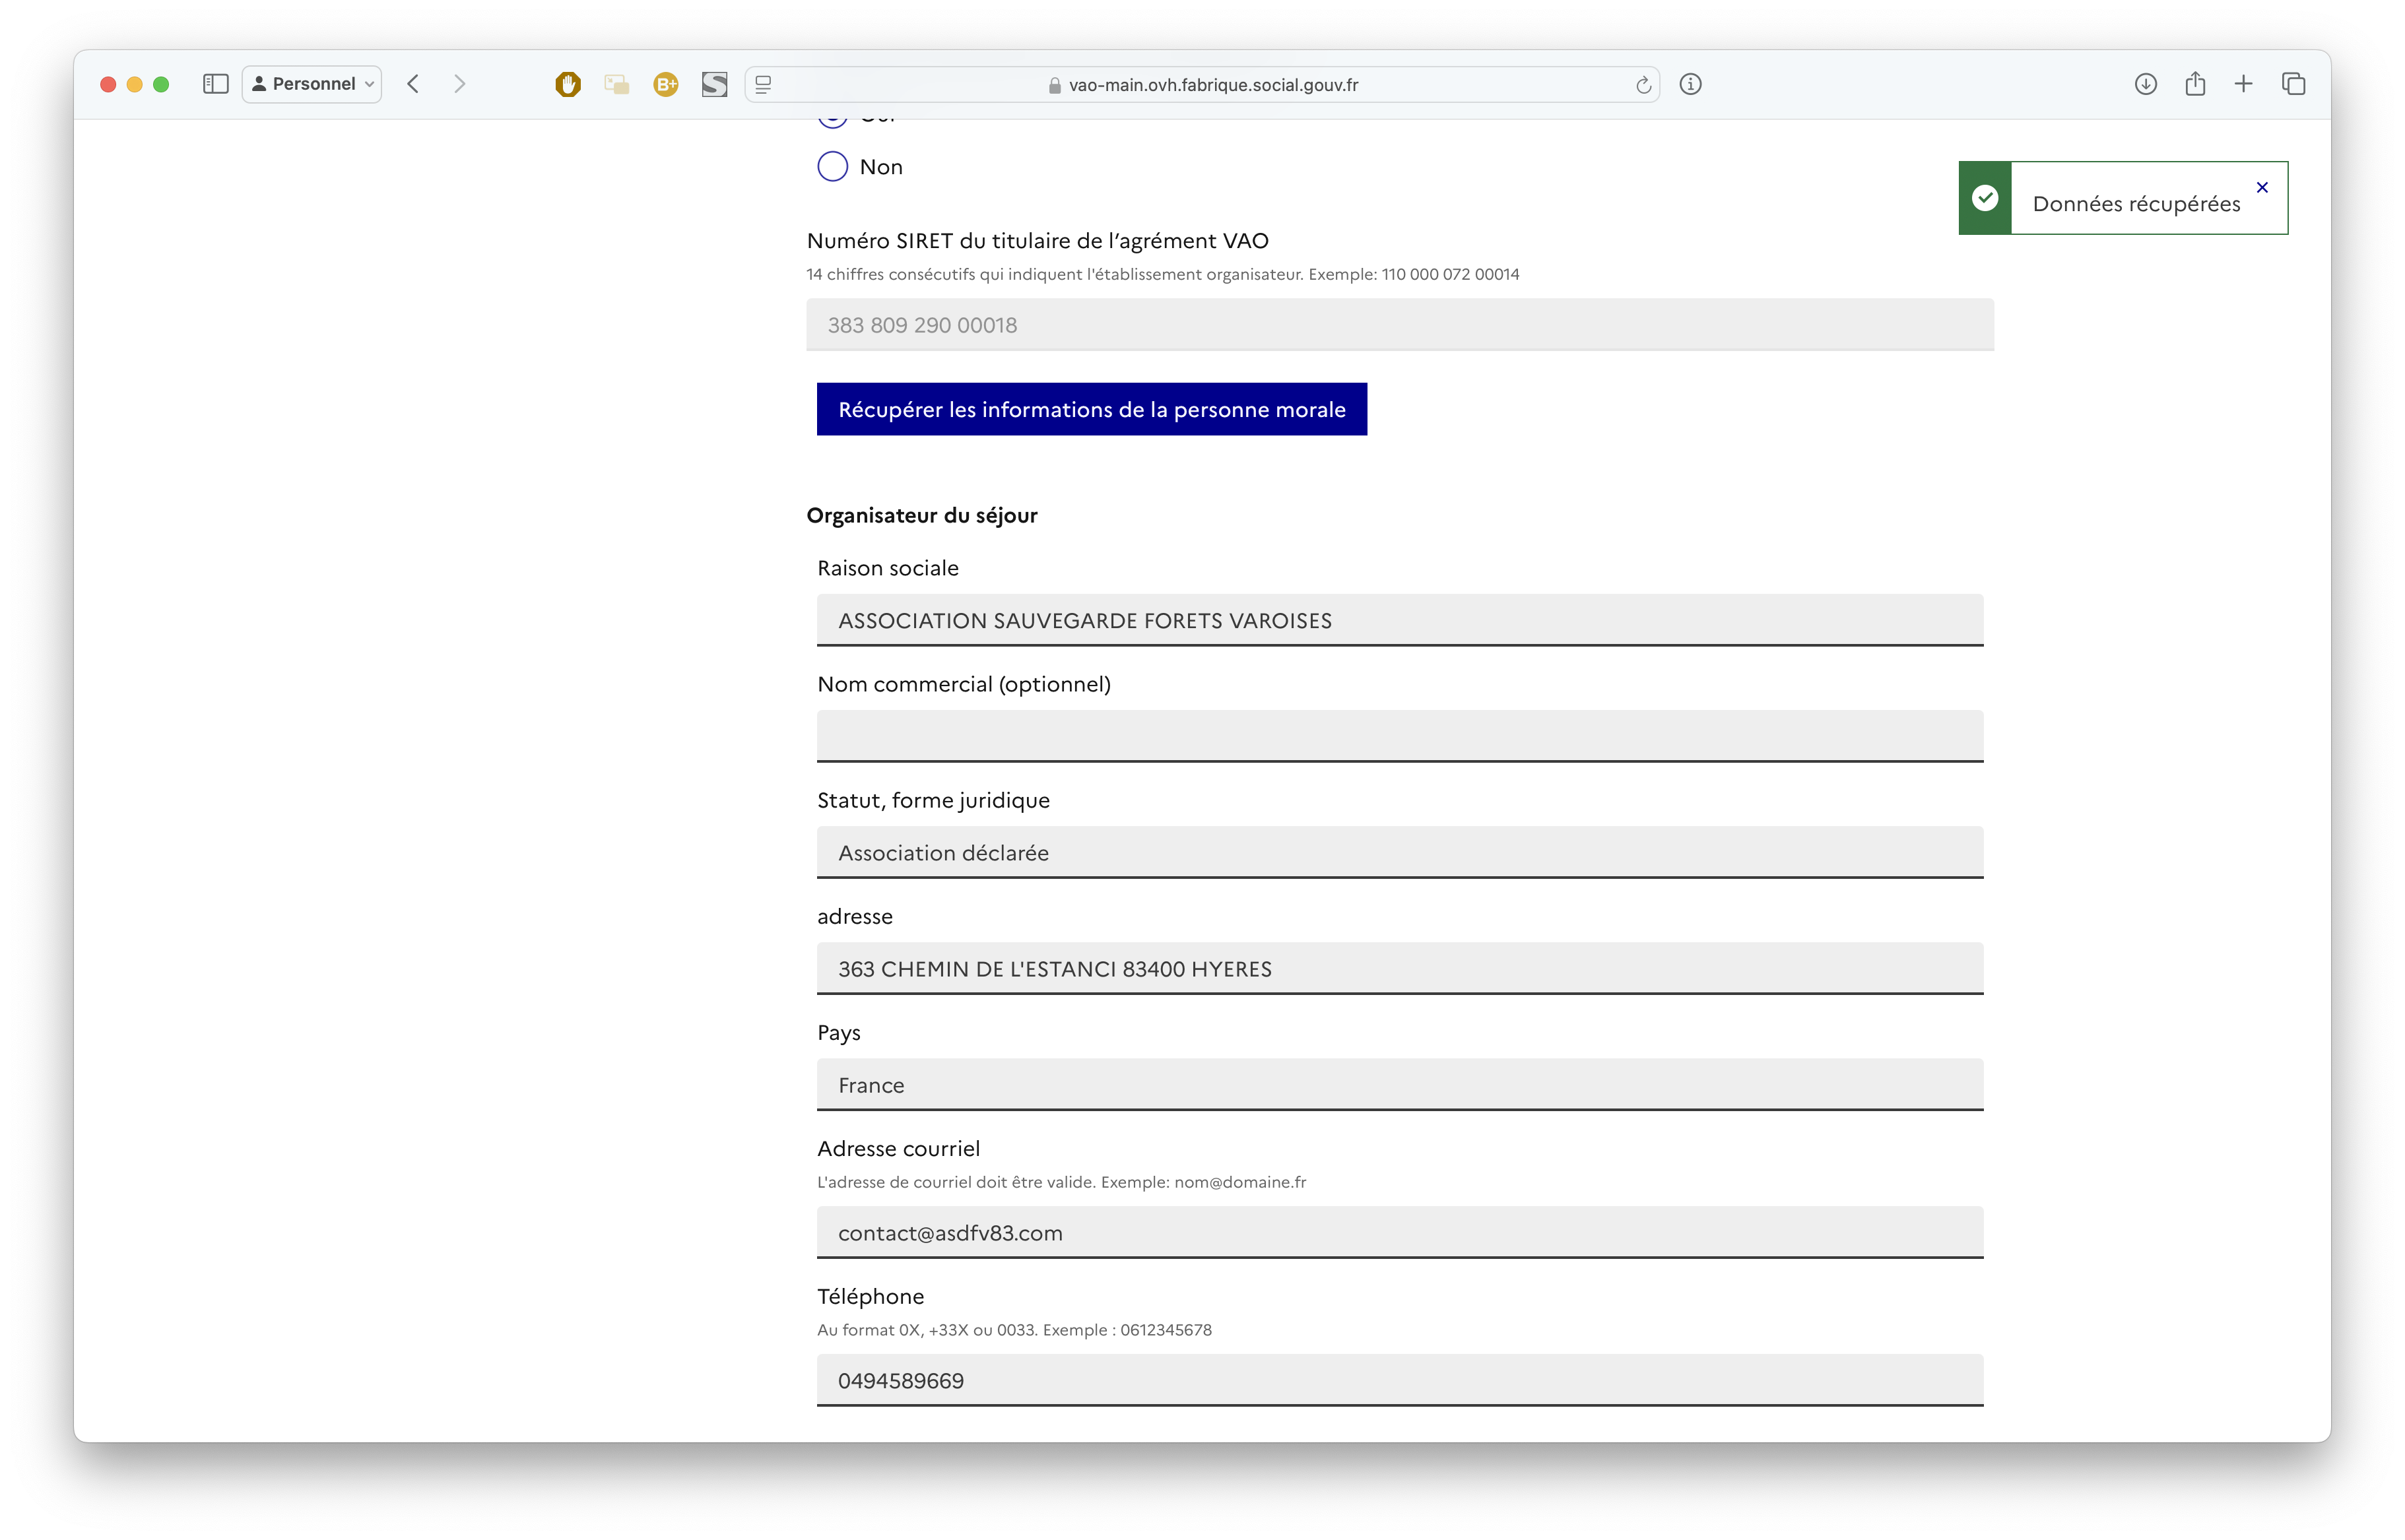 Personnel
B+
vao-main.ovh.fabrique.social.gouv.fr
Non
Données récupérées
Numéro SIRET du titulaire de l’agrément VAO
14 chiffres consécutifs qui indiquent l'établissement organisateur. Exemple: 110 000 072 00014
383 809 290 00018
Récupérer les informations de la personne morale
Organisateur du séjour
Raison sociale
ASSOCIATION SAUVEGARDE FORETS VAROISES
Nom commercial (optionnel)
Statut, forme juridique
Association déclarée
adresse
363 CHEMIN DE L'ESTANCI 83400 HYERES
Pays
France
Adresse courriel
L'adresse de courriel doit être valide. Exemple: nom@domaine.fr
contact@asdfv83.com
Téléphone
Au format 0X, +33X ou 0033. Exemple : 0612345678
0494589669